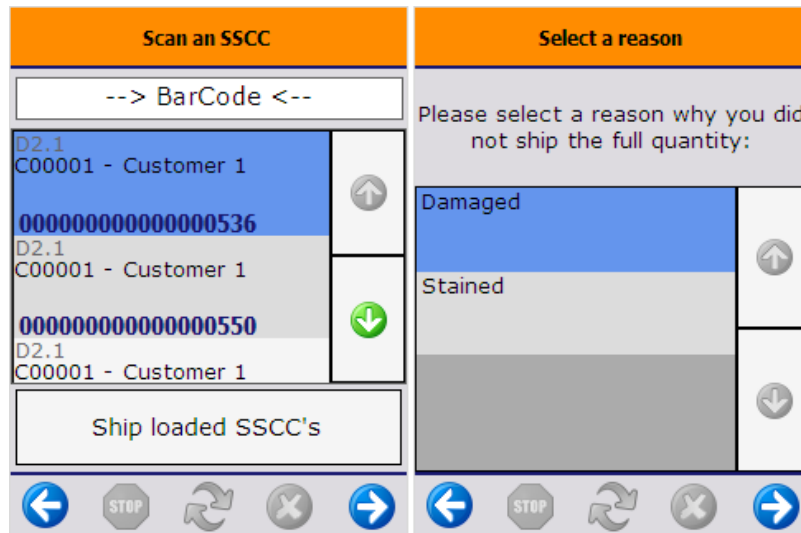 Scan an SSCC
--> BarCode <--
D2.1
C00001 - Customer 1
000000000000000536
D2.1
C00001 - Customer 1
000000000000000550
D2.1
C00001 - Customer 1
Ship loaded SSCC's
STOP
Select a reason
Please select a reason why you did
not ship the full quantity:
Damaged
Stained
STOP